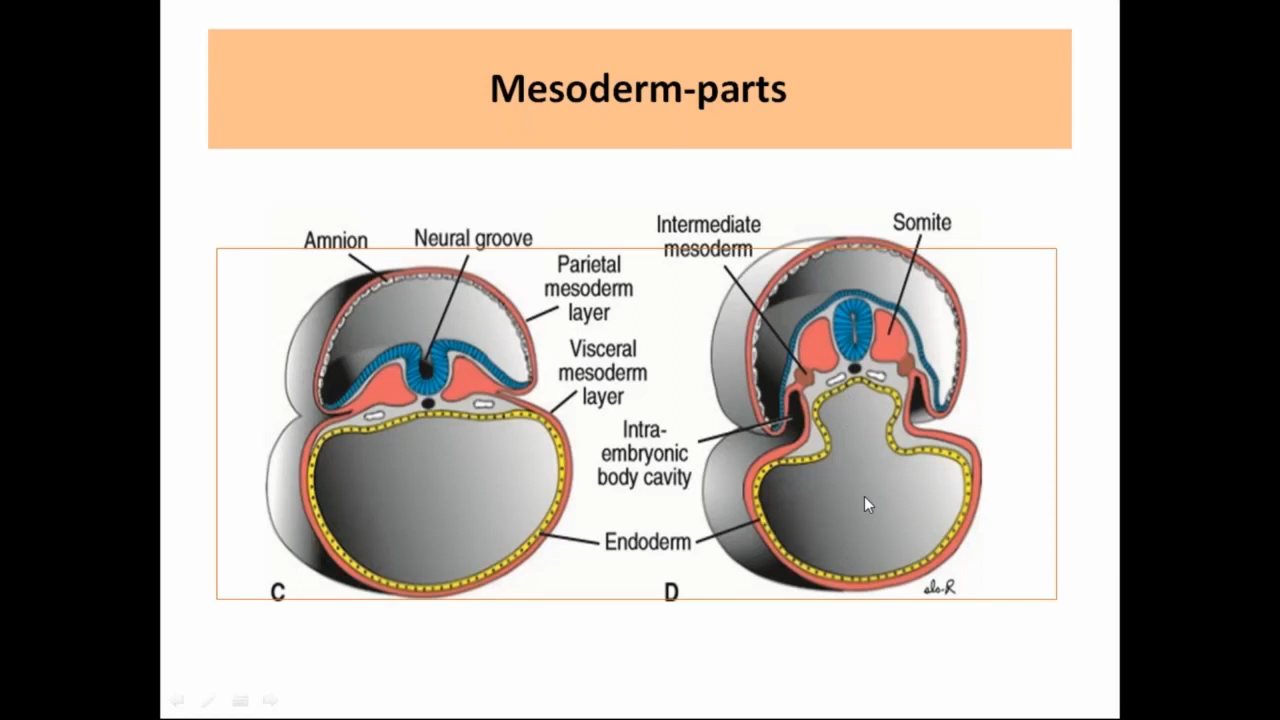 Mesoderm-parts
Amnion
Neural groove
Parietal
mesoderm
layer
Visceral
mesoderm
layer
Intermediate
mesoderm
Somite
Intra-
embryonic
body cavity
Endoderm
C
D